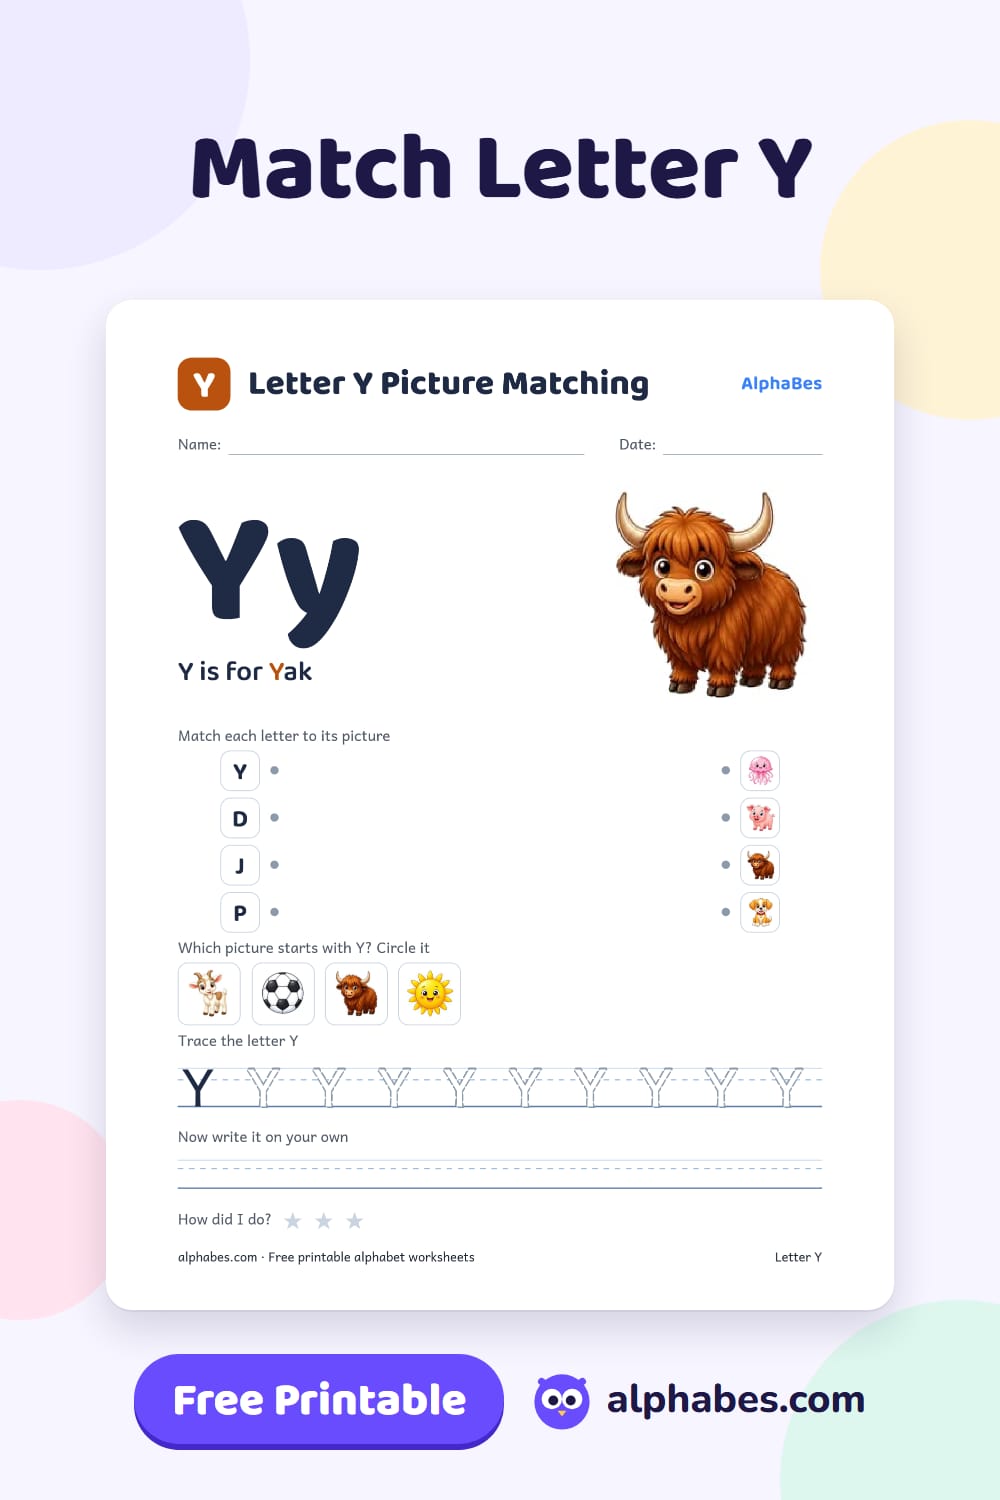 Match Letter Y
Y Letter Y Picture Matching AlphaBes
Name: Date:
Yy
Y is for Yak
Match each letter to its picture
Y
D
J
P
Which picture starts with Y? Circle it
Trace the letter Y
Y Y Y Y Y Y Y Y Y Y
Now write it on your own
How did I do?
alphabes.com · Free printable alphabet worksheets Letter Y
Free Printable alphabes.com